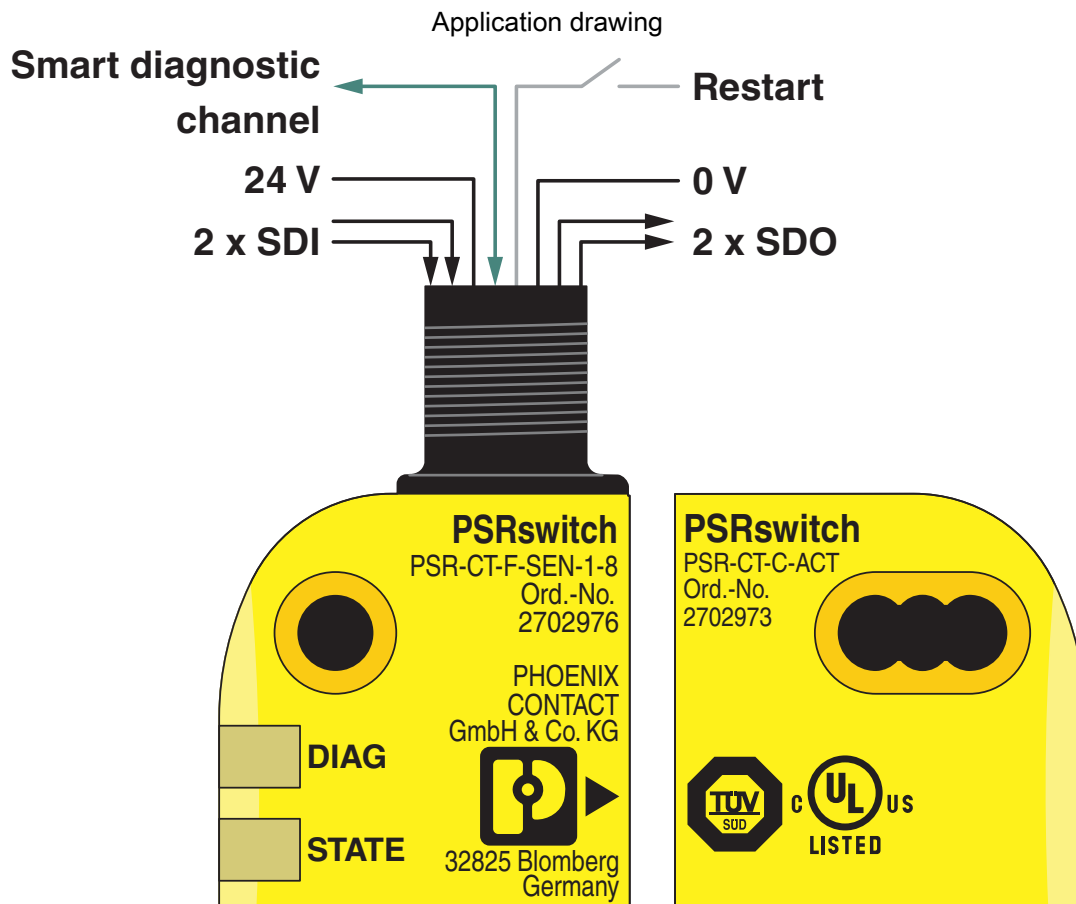 Application drawing
Smart diagnostic
channel
Restart
24 V
0 V
2 x SDI
2 x SDO
PSRswitch
PSR-CT-F-SEN-1-8
Ord.-No.
2702976
PHOENIX
CONTACT
GmbH & Co. KG
DIAG
STATE
32825 Blomberg
Germany
PSRswitch
PSR-CT-C-ACT
Ord.-No.
2702973
TÜV
SÜD
C UL US
LISTED